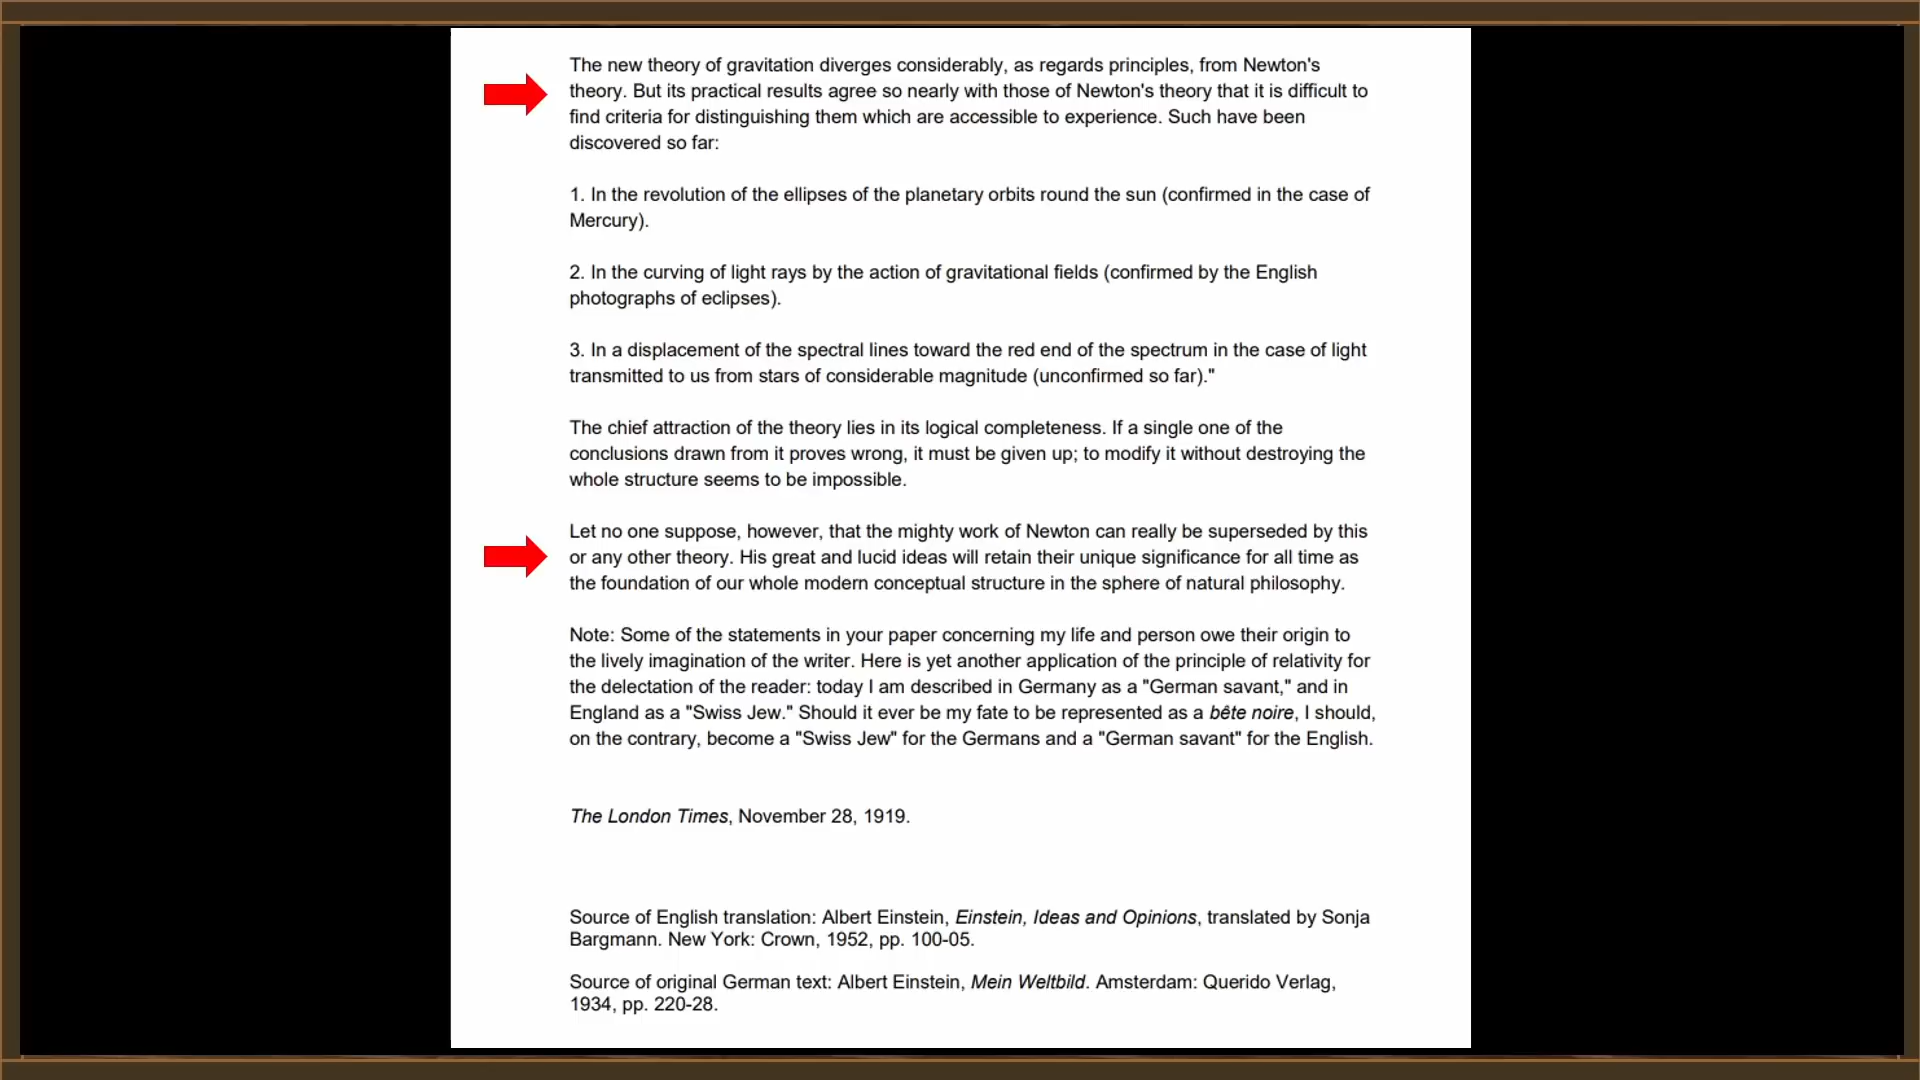 The new theory of gravitation diverges considerably, as regards principles, from Newton's
theory. But its practical results agree so nearly with those of Newton's theory that it is difficult to
find criteria for distinguishing them which are accessible to experience. Such have been
discovered so far:
1. In the revolution of the ellipses of the planetary orbits round the sun (confirmed in the case of
Mercury).
2. In the curving of light rays by the action of gravitational fields (confirmed by the English
photographs of eclipses).
3. In a displacement of the spectral lines toward the red end of the spectrum in the case of light
transmitted to us from stars of considerable magnitude (unconfirmed so far)."
The chief attraction of the theory lies in its logical completeness. If a single one of the
conclusions drawn from it proves wrong, it must be given up; to modify it without destroying the
whole structure seems to be impossible.
Let no one suppose, however, that the mighty work of Newton can really be superseded by this
or any other theory. His great and lucid ideas will retain their unique significance for all time as
the foundation of our whole modern conceptual structure in the sphere of natural philosophy.
Note: Some of the statements in your paper concerning my life and person owe their origin to
the lively imagination of the writer. Here is yet another application of the principle of relativity for
the delectation of the reader: today I am described in Germany as a "German savant," and in
England as a "Swiss Jew." Should it ever be my fate to be represented as a bête noire, I should,
on the contrary, become a "Swiss Jew" for the Germans and a "German savant" for the English.
The London Times, November 28, 1919.
Source of English translation: Albert Einstein, Einstein, Ideas and Opinions, translated by Sonja
Bargmann. New York: Crown, 1952, pp. 100-05.
Source of original German text: Albert Einstein, Mein Weltbild. Amsterdam: Querido Verlag,
1934, pp. 220-28.